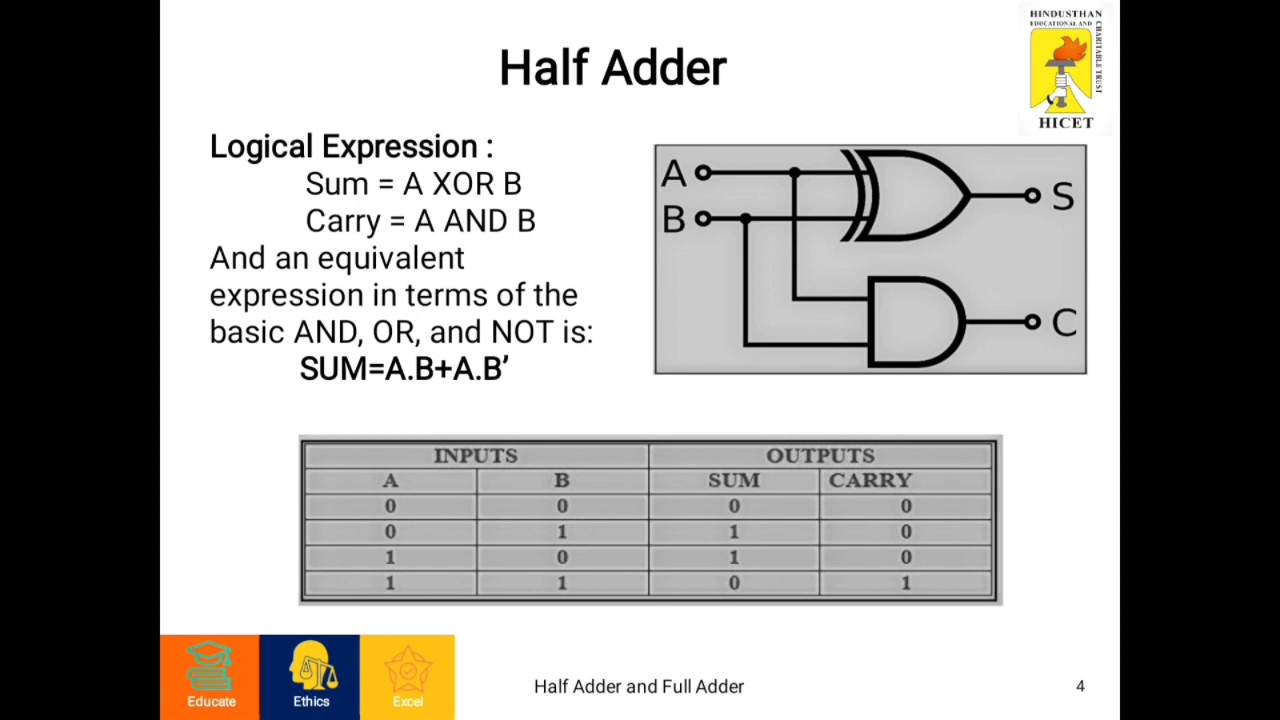 HINDUSTHAN
EDUCATIONAL AND
CHARITABLE TRUST
HICET
Half Adder
Logical Expression :
Sum = A XOR B
Carry = A AND B
And an equivalent
expression in terms of the
basic AND, OR, and NOT is:
SUM=A.B+A.B’
A
B
S
C
INPUTS OUTPUTS
A B SUM CARRY
0 0 0 0
0 1 1 0
1 0 1 0
1 1 0 1
Educate
Ethics
Excel
Half Adder and Full Adder
4